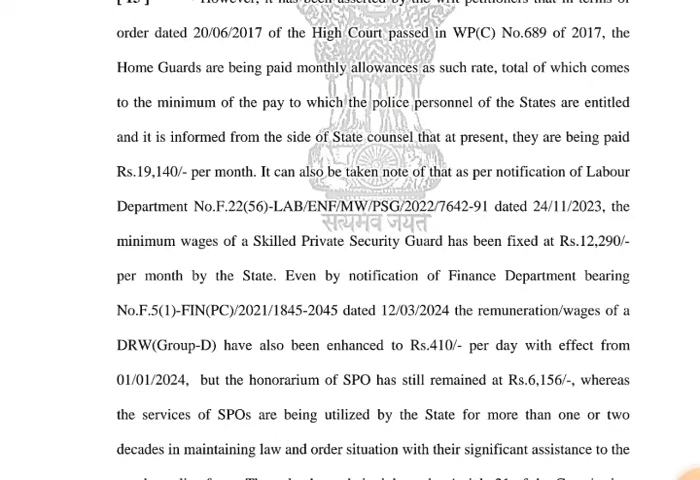 [ 15 ] However, it has been asserted by the writ petitioners that in terms of
order dated 20/06/2017 of the High Court passed in WP(C) No.689 of 2017, the
Home Guards are being paid monthly allowances as such rate, total of which comes
to the minimum of the pay to which the police personnel of the States are entitled
and it is informed from the side of State counsel that at present, they are being paid
Rs.19,140/- per month. It can also be taken note of that as per notification of Labour
Department No.F.22(56)-LAB/ENF/MW/PSG/2022/7642-91 dated 24/11/2023, the
सत्यमेव जयते
minimum wages of a Skilled Private Security Guard has been fixed at Rs.12,290/-
per month by the State. Even by notification of Finance Department bearing
No.F.5(1)-FIN(PC)/2021/1845-2045 dated 12/03/2024 the remuneration/wages of a
DRW(Group-D) have also been enhanced to Rs.410/- per day with effect from
01/01/2024, but the honorarium of SPO has still remained at Rs.6,156/-, whereas
the services of SPOs are being utilized by the State for more than one or two
decades in maintaining law and order situation with their significant assistance to the